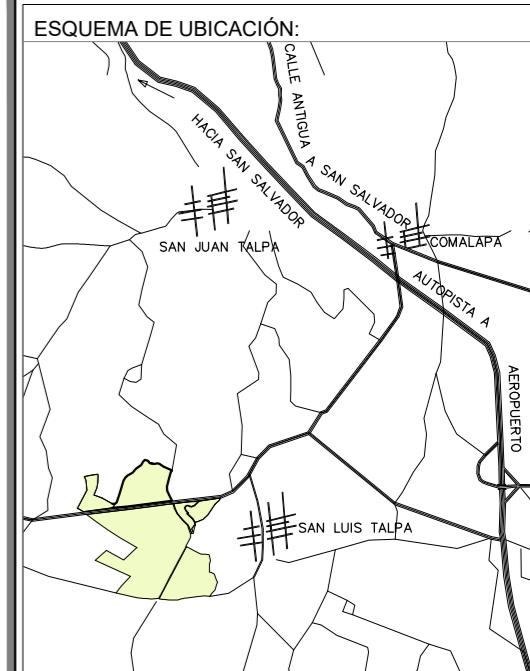 ESQUEMA DE UBICACIÓN:
CALLE ANTIGUA A SAN SALVADOR
HACIA SAN SALVADOR
SAN JUAN TALPA
COMALAPA
AUTOPISTA A
AEROPUERTO
SAN LUIS TALPA